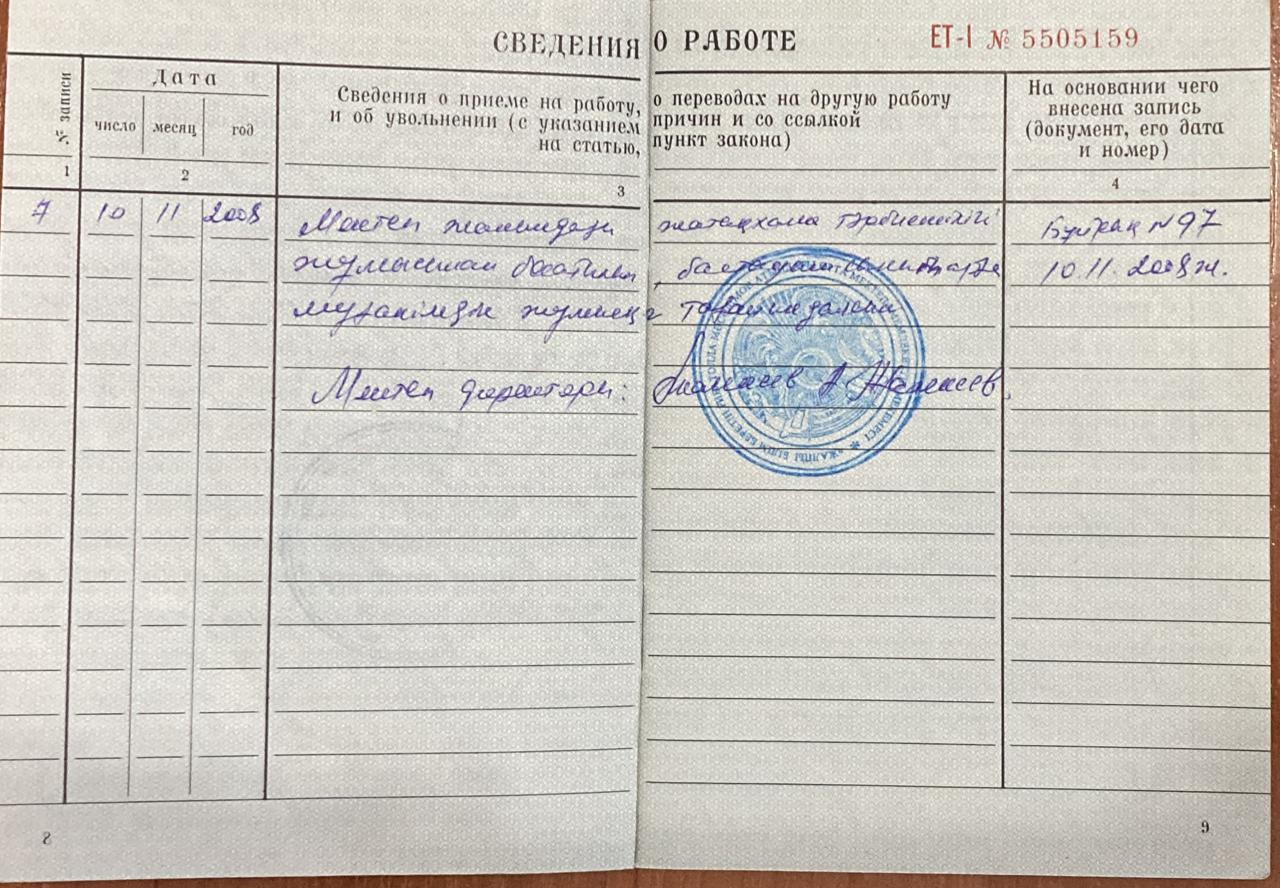 СВЕДЕНИЯ О РАБОТЕ
ЕТ-I № 5505159
№ записи
Дата
число месяц год
Сведения о приеме на работу, о переводах на другую работу
и об увольнении (с указанием причин и со ссылкой
на статью, пункт закона)
На основании чего
внесена запись
(документ, его дата
и номер)
1 2 3 4
7 10 11 2008 Мектеп жанындағы жатақхана тәрбиешісі Бұйрық №97
жұмысынан босатылып, 10.11.2008ж.
мұғалімдік жұмысқа тағайындалсын
Мектеп директоры:
8
9